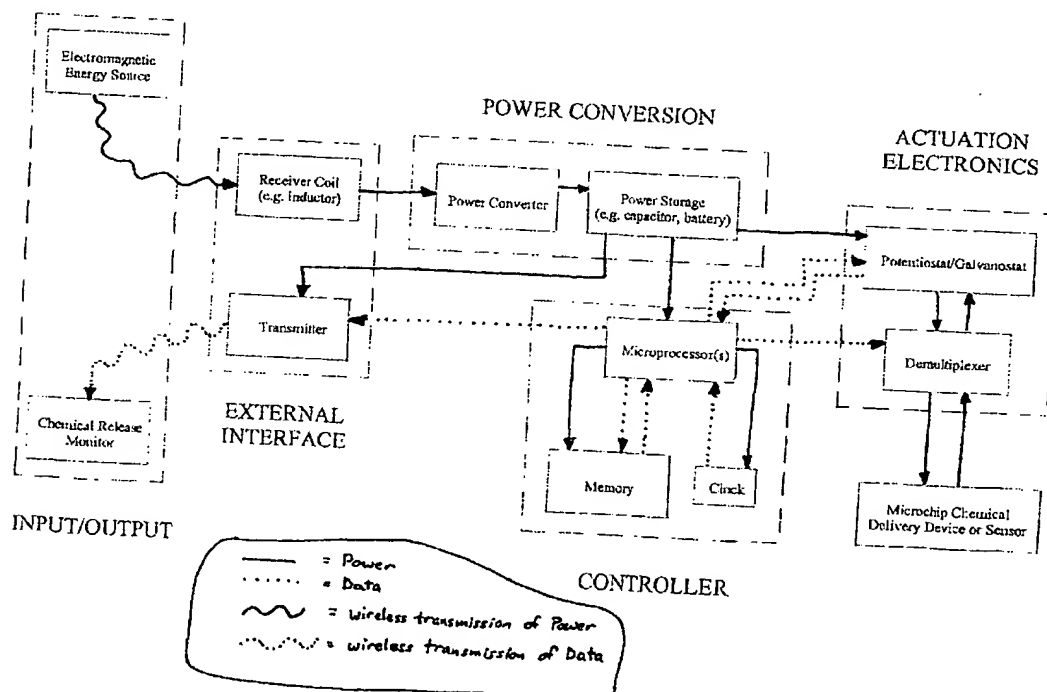 Electromagnetic
Energy Source
POWER CONVERSION
ACTUATION
ELECTRONICS
Receiver Coil
(e.g. inductor)
Power Converter
Power Storage
(e.g. capacitor, battery)
Potentiostat/Galvanostat
Transmitter
Microprocessor(s)
Demultiplexer
Chemical Release
Monitor
EXTERNAL
INTERFACE
Memory
Clock
Microchip Chemical
Delivery Device or Sensor
INPUT/OUTPUT
CONTROLLER
= Power
= Data
= wireless transmission of Power
= wireless transmission of Data